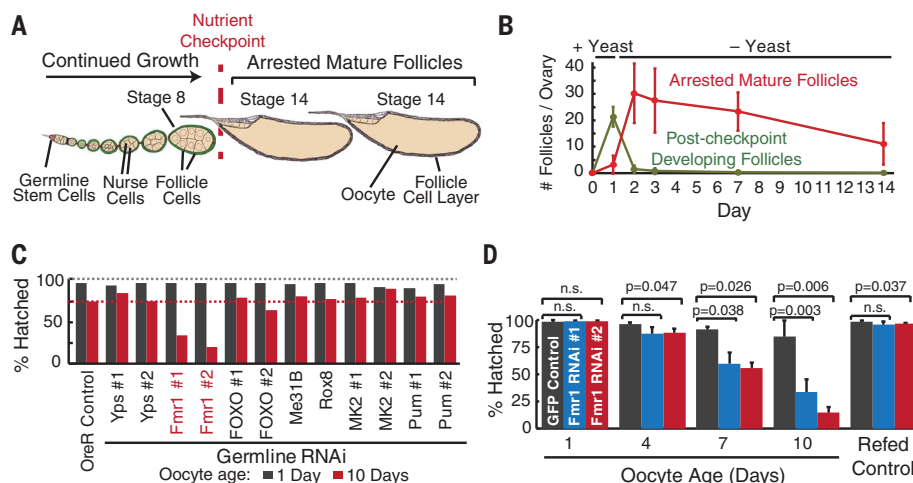 A
Nutrient
Checkpoint
Continued Growth
Arrested Mature Follicles
Stage 8
Stage 14
Stage 14
Germline
Stem Cells
Nurse
Cells
Follicle
Cells
Oocyte
Follicle
Cell Layer
B
+ Yeast
– Yeast
# Follicles / Ovary
40
30
20
10
0
Arrested Mature Follicles
Post-checkpoint
Developing Follicles
0 1 2 3 4 5 6 7 8 9 10 11 12 13 14
Day
C
% Hatched
100
50
0
OreR Control
Yps #1
Yps #2
Fmr1 #1
Fmr1 #2
FOXO #1
FOXO #2
Me31B
Rox8
MK2 #1
MK2 #2
Pum #1
Pum #2
Germline RNAi
Oocyte age: 1 Day 10 Days
D
n.s.
n.s.
p=0.047
n.s.
p=0.026
p=0.038
p=0.006
p=0.003
p=0.037
n.s.
% Hatched
100
75
50
25
0
GFP Control
Fmr1 RNAi #1
Fmr1 RNAi #2
1 4 7 10
Oocyte Age (Days)
Refed
Control